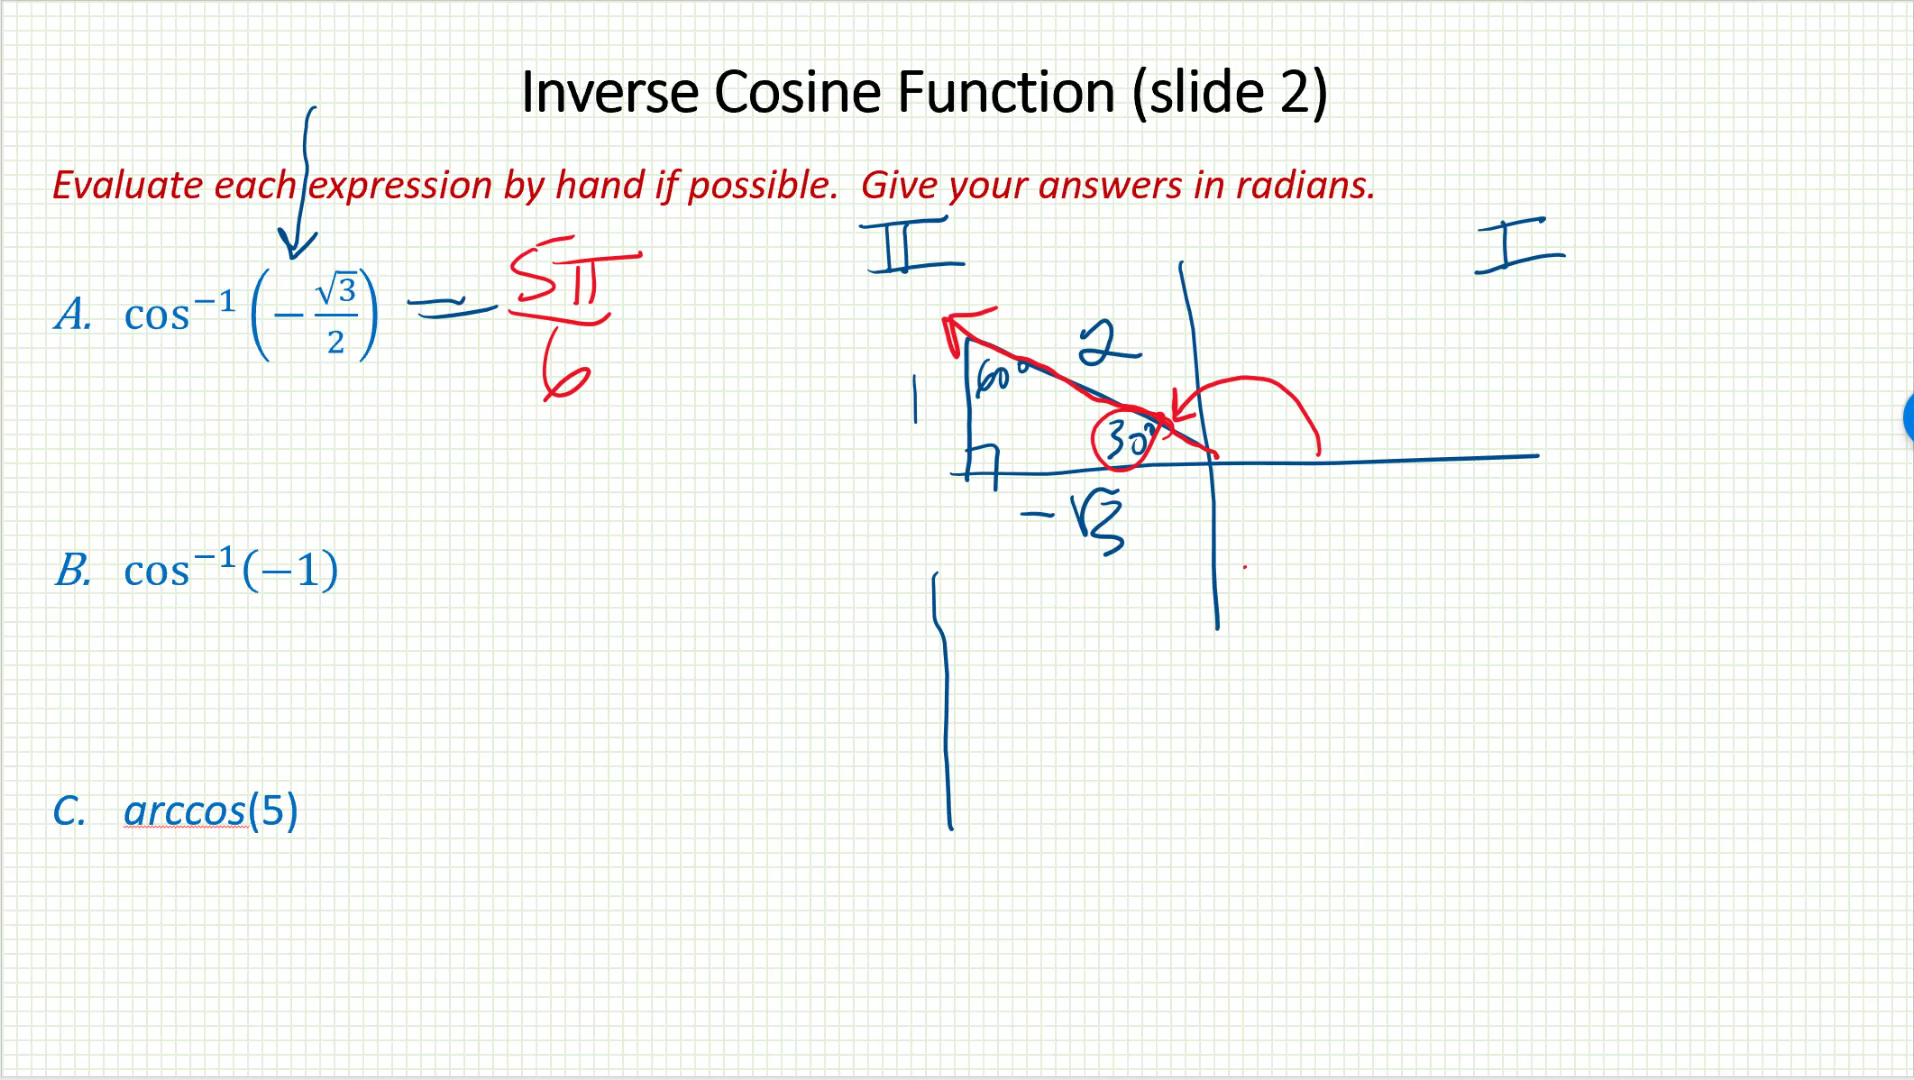 Inverse Cosine Function (slide 2)
Evaluate each expression by hand if possible. Give your answers in radians.
II
I
A. cos⁻¹(−√3/2) = 5π/6
2
60°
1
30°
−√3
B. cos⁻¹(−1)
C. arccos(5)